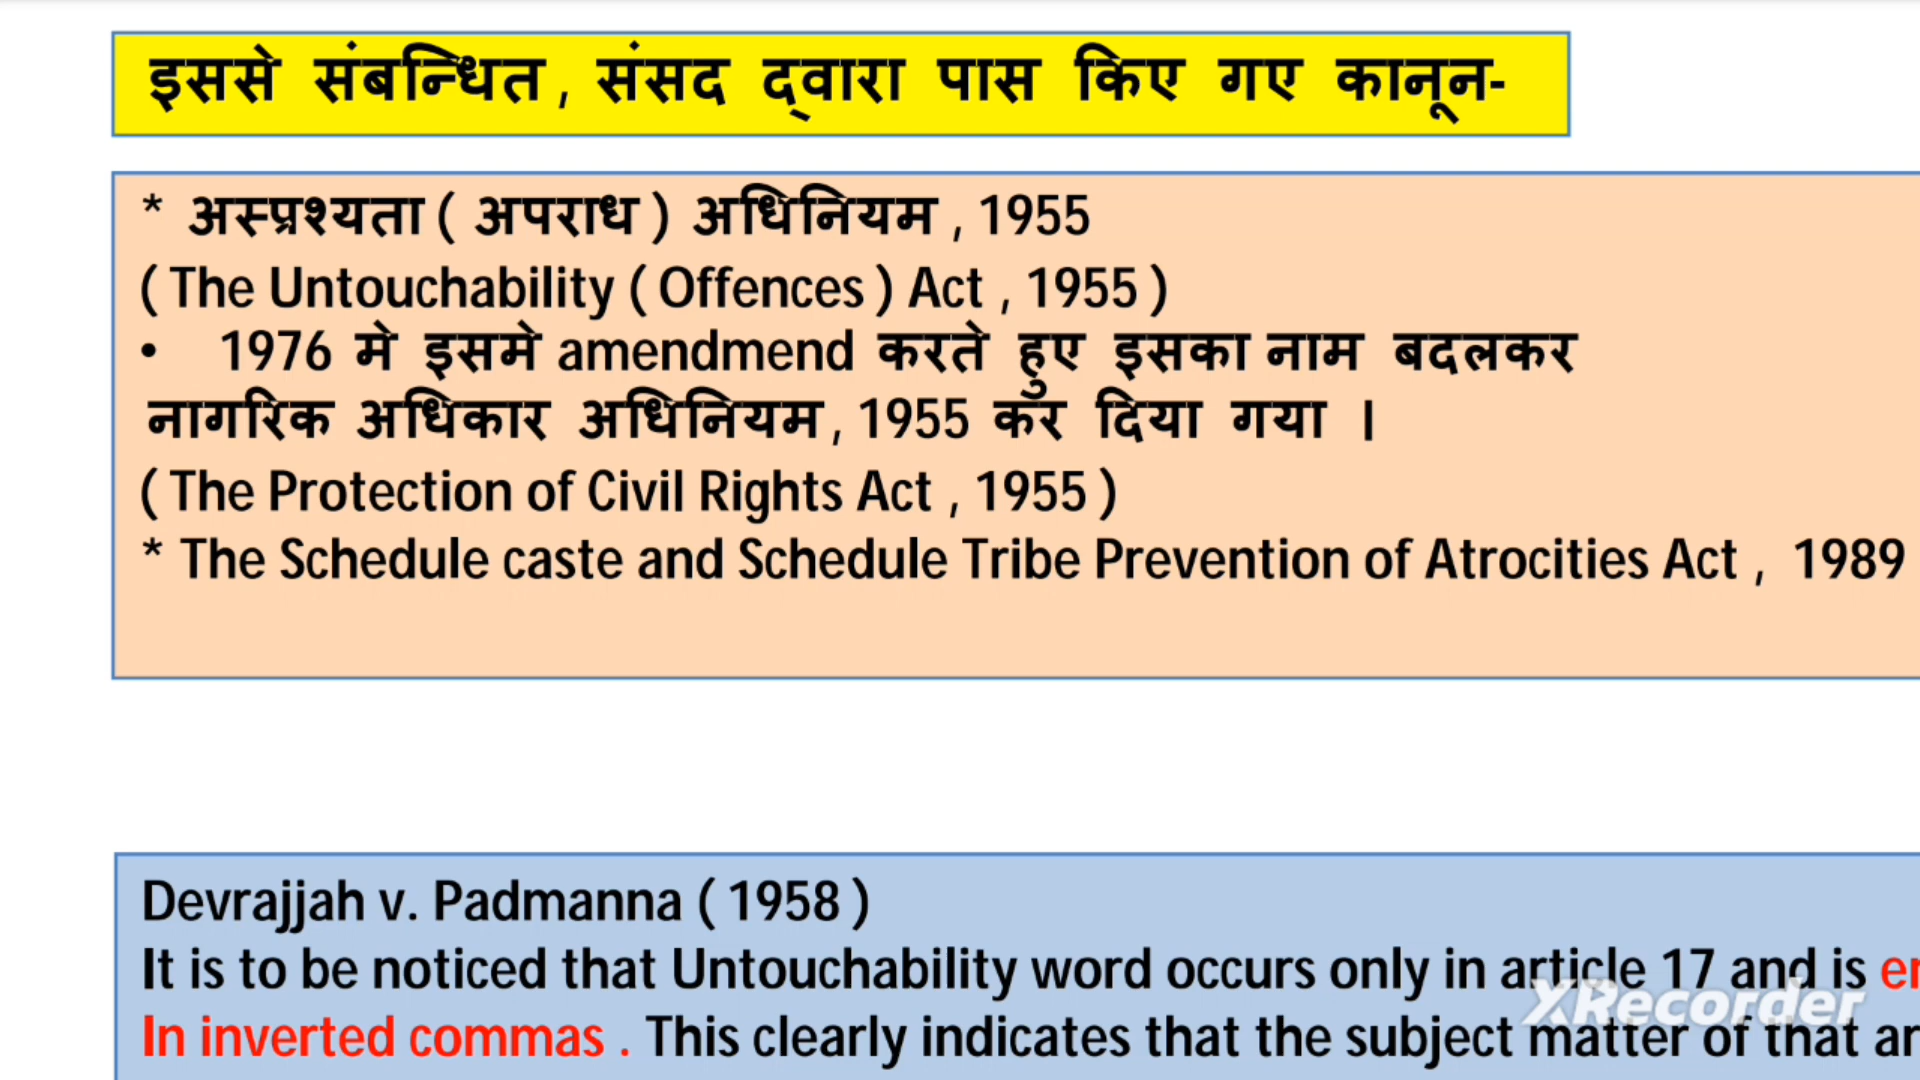 इससे संबन्धित , संसद द्वारा पास किए गए कानून-
* अस्प्रश्यता ( अपराध ) अधिनियम , 1955
( The Untouchability ( Offences ) Act , 1955 )
• 1976 मे इसमे amendmend करते हुए इसका नाम बदलकर
नागरिक अधिकार अधिनियम , 1955 कर दिया गया ।
( The Protection of Civil Rights Act , 1955 )
* The Schedule caste and Schedule Tribe Prevention of Atrocities Act , 1989
Devrajjah v. Padmanna ( 1958 )
It is to be noticed that Untouchability word occurs only in article 17 and is
In inverted commas . This clearly indicates that the subject matter of that
XRecorder